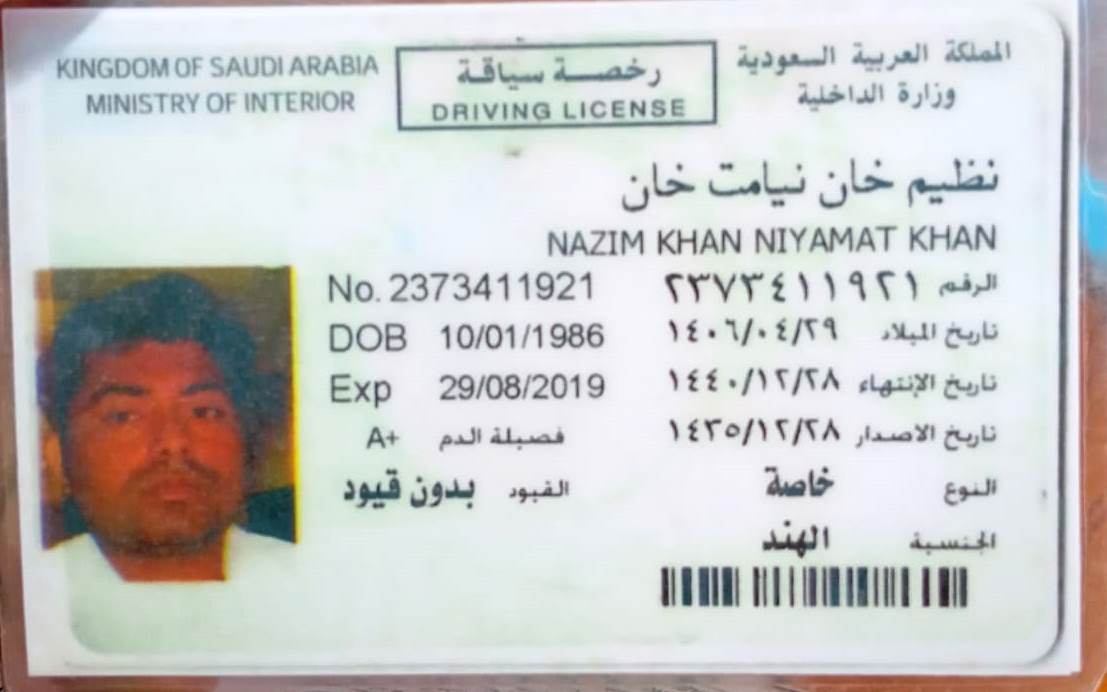 KINGDOM OF SAUDI ARABIA
MINISTRY OF INTERIOR
رخصة سياقة
DRIVING LICENSE
المملكة العربية السعودية
وزارة الداخلية
نظيم خان نيامت خان
NAZIM KHAN NIYAMAT KHAN
No. 2373411921 الرقم ٢٣٧٣٤١١٩٢١
DOB 10/01/1986 تاريخ الميلاد ١٤٠٦/٠٤/٢٩
Exp 29/08/2019 تاريخ الإنتهاء ١٤٤٠/١٢/٢٨
تاريخ الاصدار ١٤٣٥/١٢/٢٨ فصيلة الدم A+
النوع خاصة القيود بدون قيود
الجنسية الهند